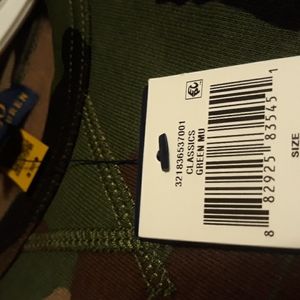 321836537001
CLASSICS
GREEN MU
8 82925 83545 1
SIZE